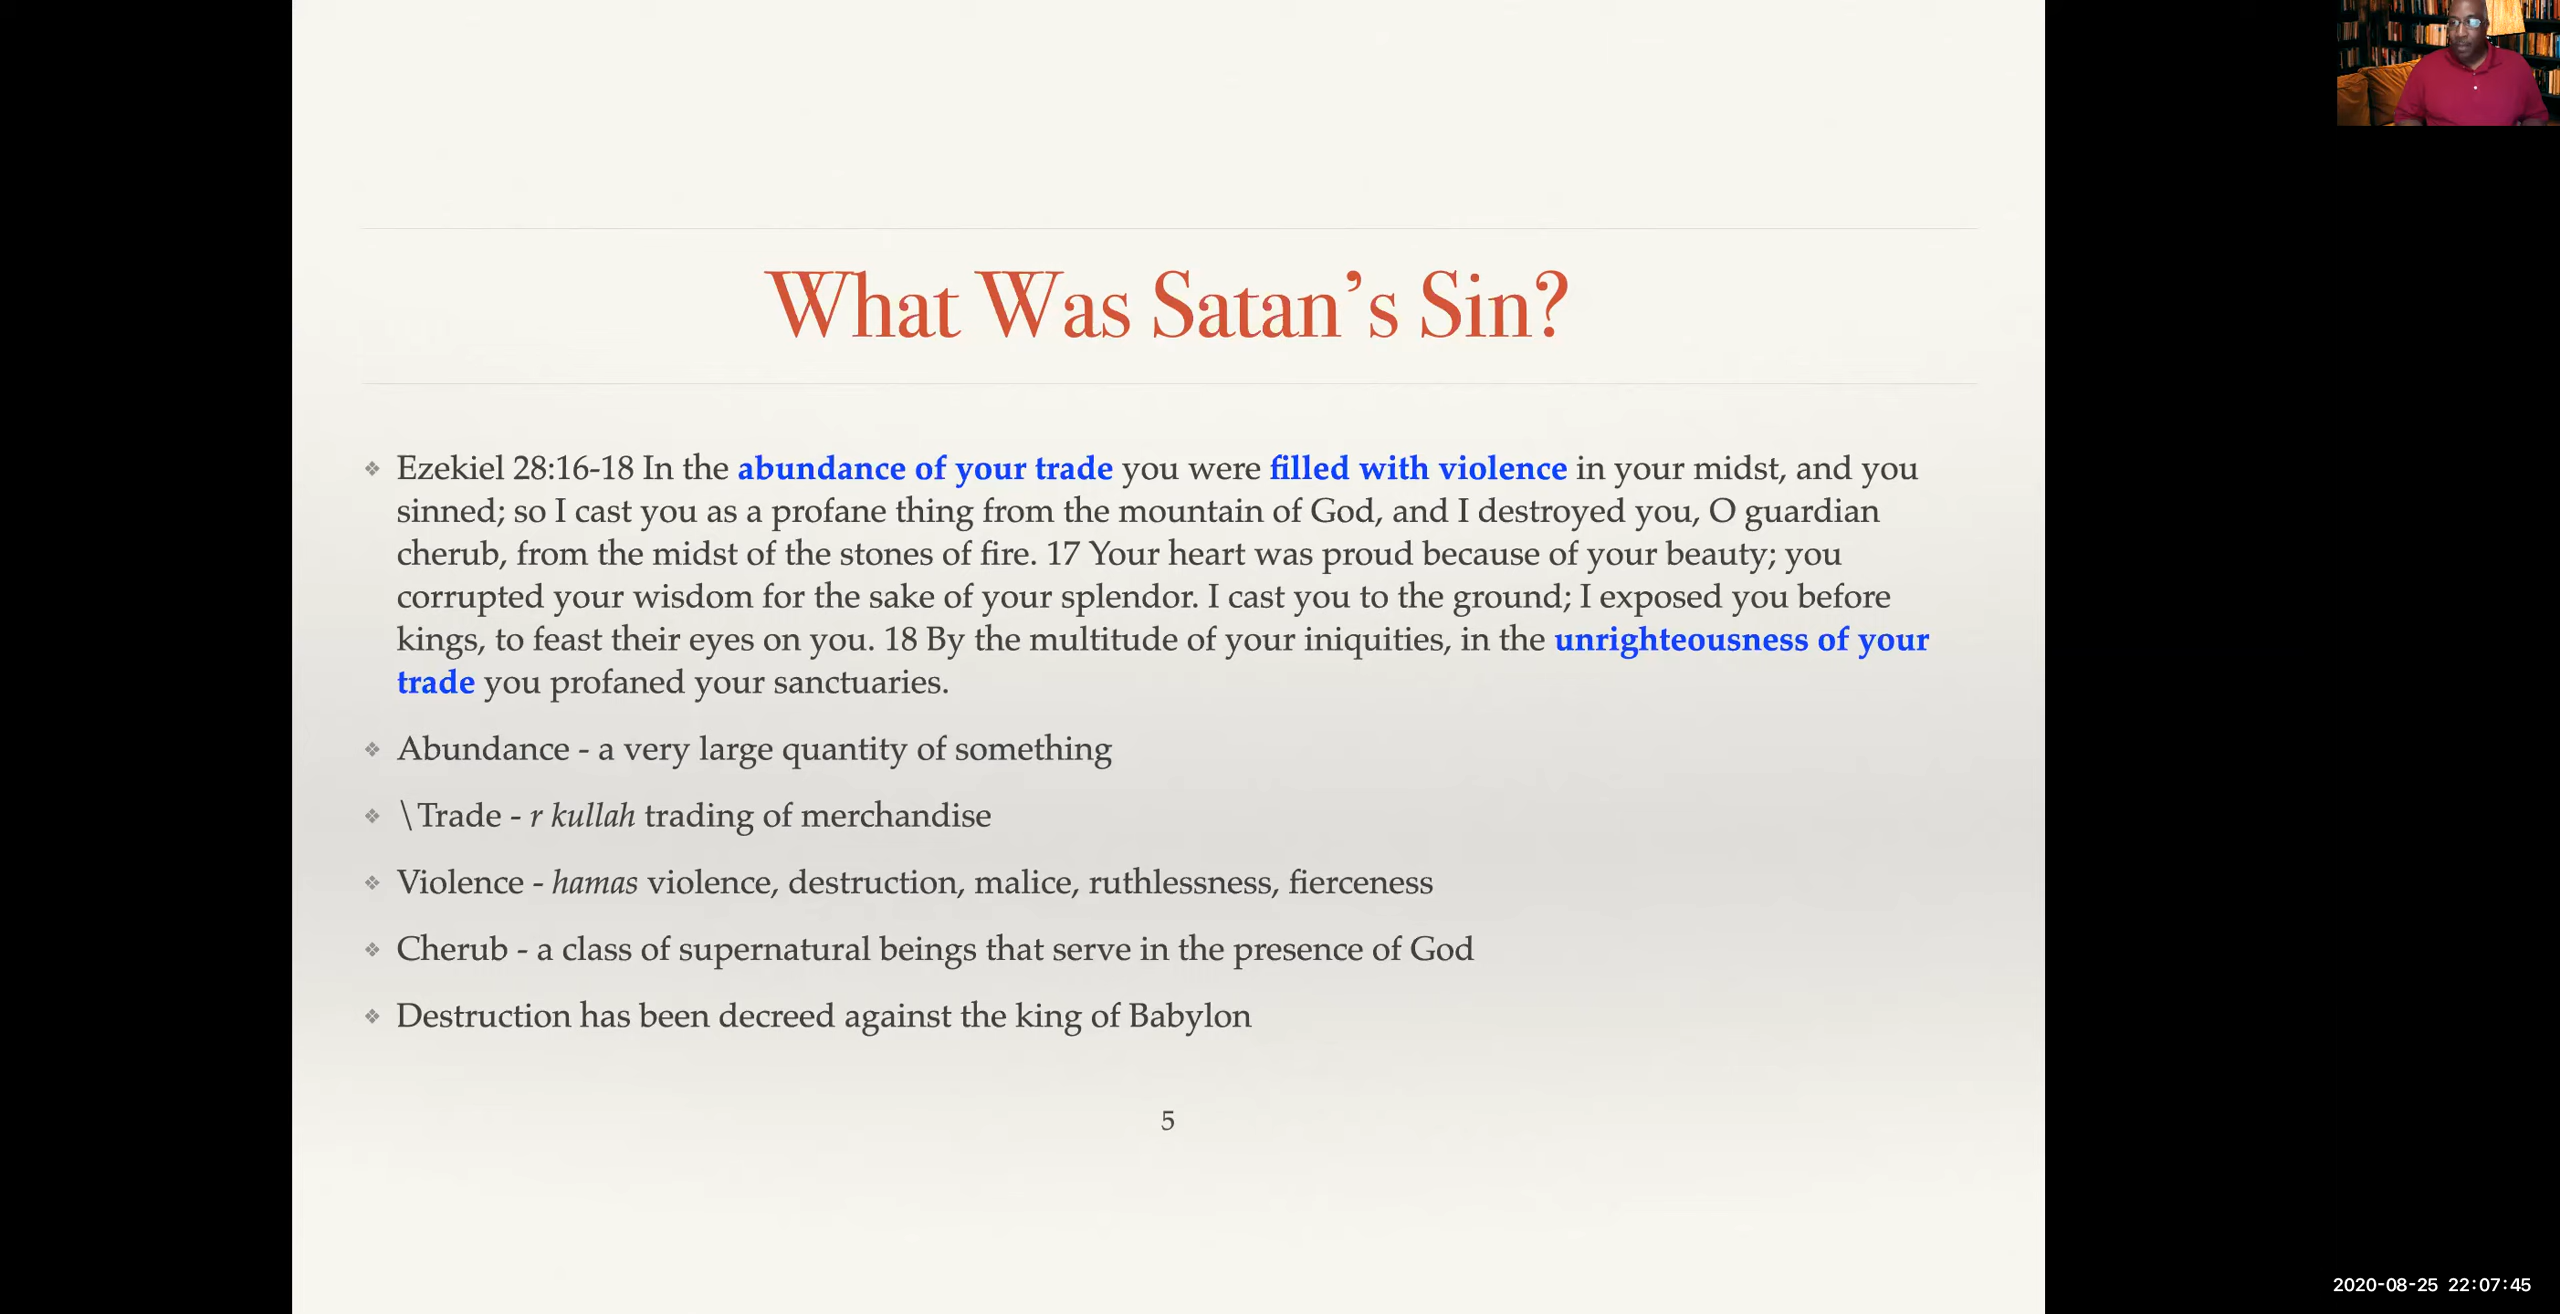 What Was Satan’s Sin?
❖ Ezekiel 28:16-18 In the abundance of your trade you were filled with violence in your midst, and you
sinned; so I cast you as a profane thing from the mountain of God, and I destroyed you, O guardian
cherub, from the midst of the stones of fire. 17 Your heart was proud because of your beauty; you
corrupted your wisdom for the sake of your splendor. I cast you to the ground; I exposed you before
kings, to feast their eyes on you. 18 By the multitude of your iniquities, in the unrighteousness of your
trade you profaned your sanctuaries.
❖ Abundance - a very large quantity of something
❖ \Trade - r kullah trading of merchandise
❖ Violence - hamas violence, destruction, malice, ruthlessness, fierceness
❖ Cherub - a class of supernatural beings that serve in the presence of God
❖ Destruction has been decreed against the king of Babylon
5
2020-08-25 22:07:45